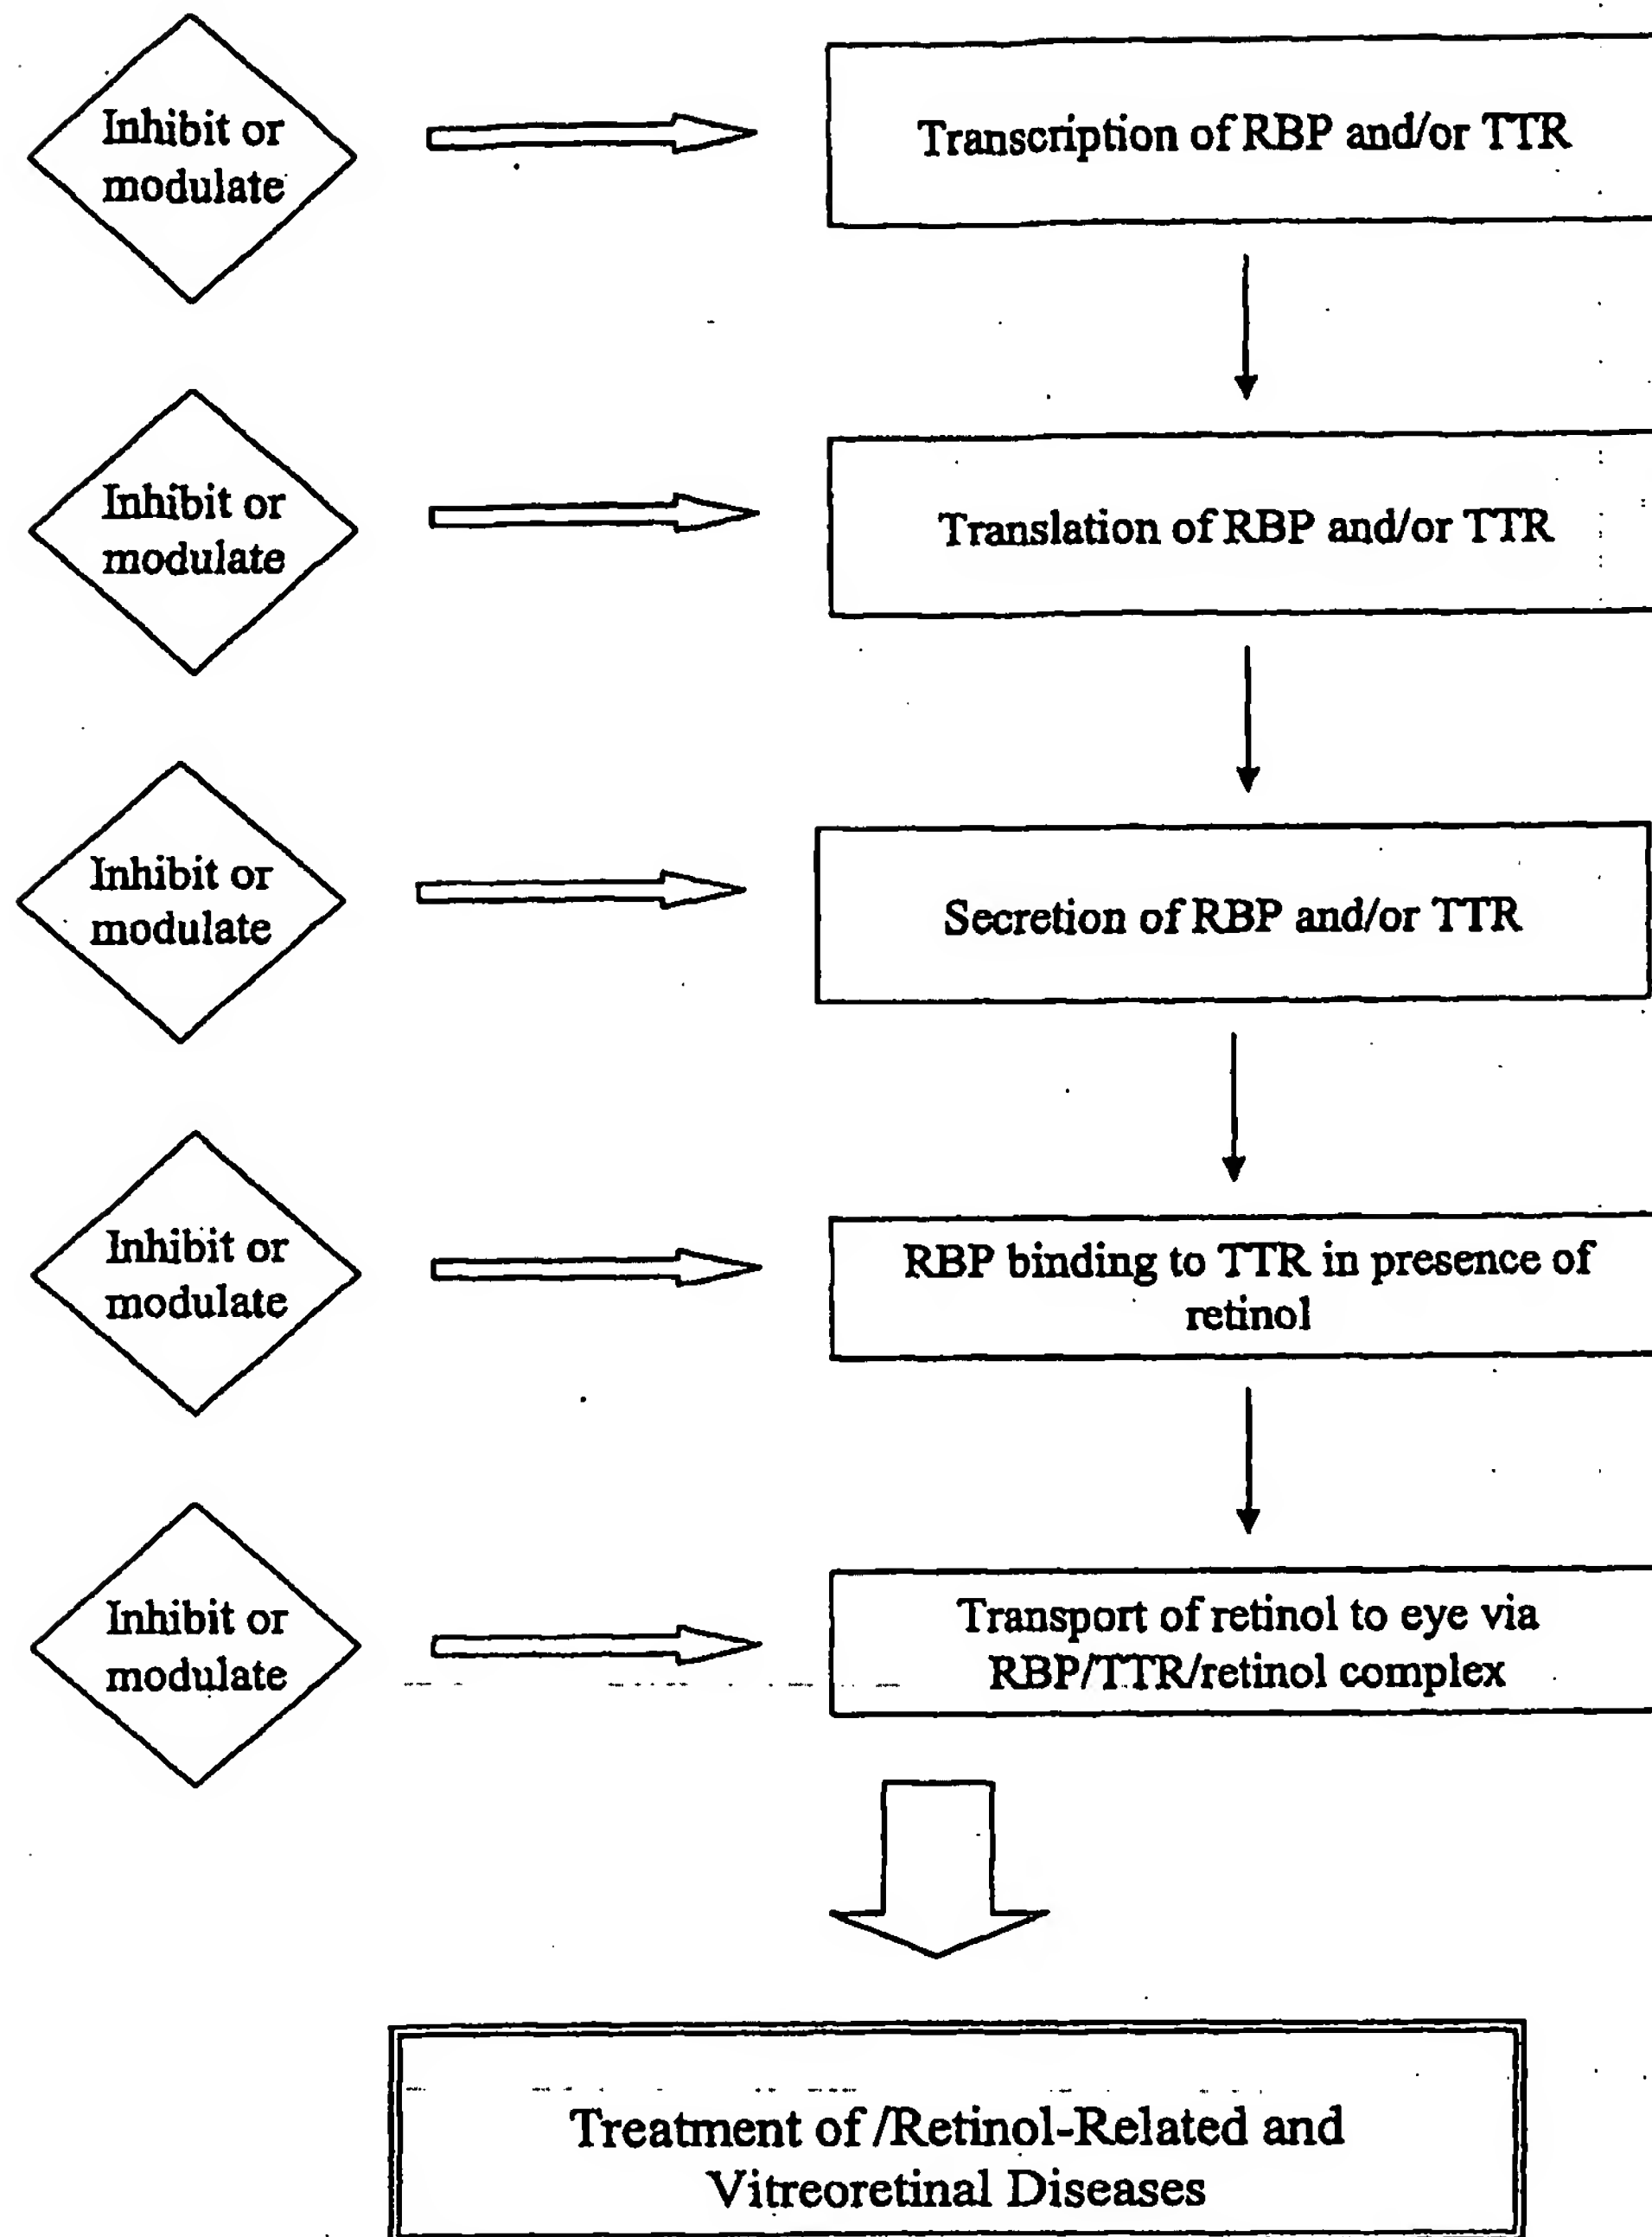 Inhibit or
modulate
Transcription of RBP and/or TTR
Inhibit or
modulate
Translation of RBP and/or TTR
Inhibit or
modulate
Secretion of RBP and/or TTR
Inhibit or
modulate
RBP binding to TTR in presence of
retinol
Inhibit or
modulate
Transport of retinol to eye via
RBP/TTR/retinol complex
Treatment of /Retinol-Related and
Vitreoretinal Diseases